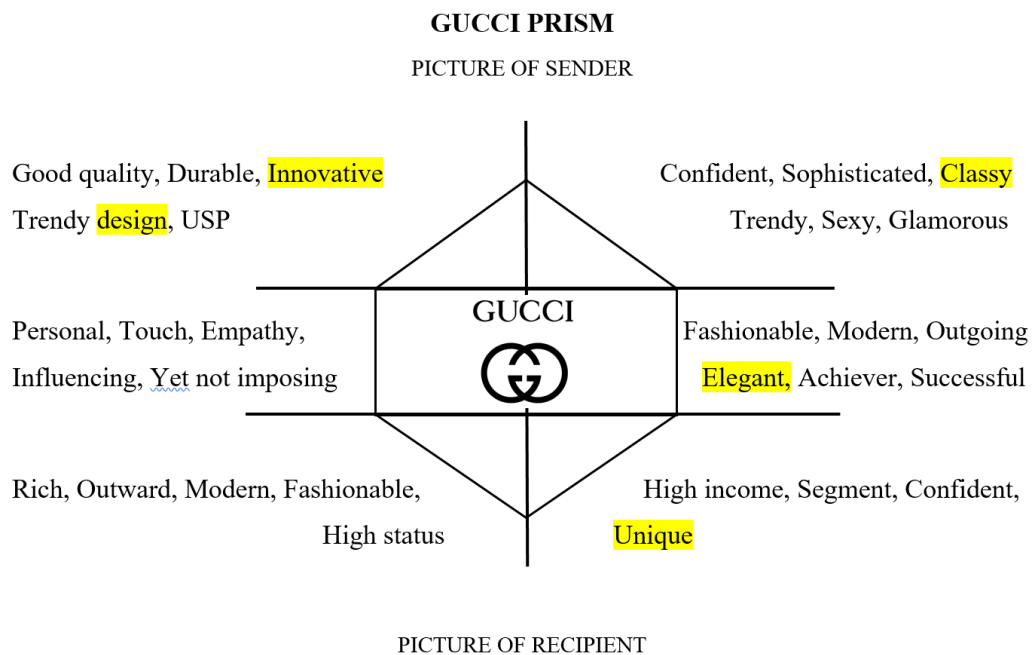 GUCCI PRISM
PICTURE OF SENDER
Good quality, Durable, Innovative
Trendy design, USP
Confident, Sophisticated, Classy
Trendy, Sexy, Glamorous
GUCCI
Personal, Touch, Empathy,
Influencing, Yet not imposing
Fashionable, Modern, Outgoing
Elegant, Achiever, Successful
Rich, Outward, Modern, Fashionable,
High status
High income, Segment, Confident,
Unique
PICTURE OF RECIPIENT